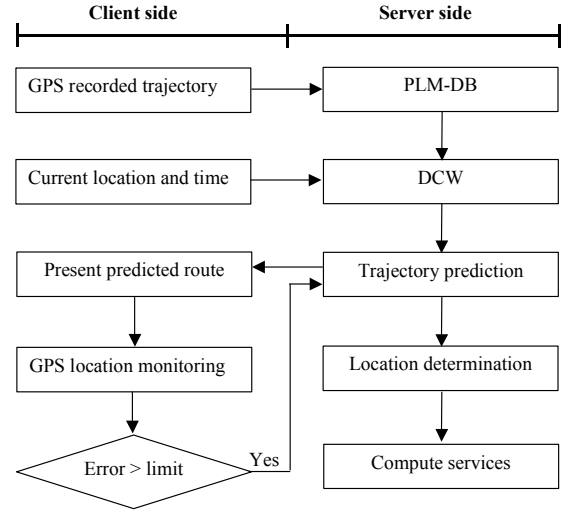 Client side
Server side
GPS recorded trajectory
PLM-DB
Current location and time
DCW
Present predicted route
Trajectory prediction
GPS location monitoring
Location determination
Error > limit
Yes
Compute services